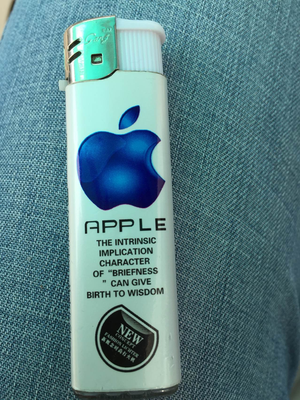 APPLE
THE INTRINSIC
IMPLICATION
CHARACTER
OF "BRIEFNESS
" CAN GIVE
BIRTH TO WISDOM
NEW